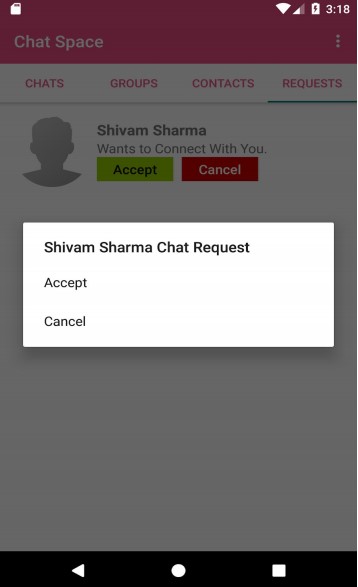 3:18
Chat Space
CHATS GROUPS CONTACTS REQUESTS
Shivam Sharma
Wants to Connect With You.
Accept Cancel
Shivam Sharma Chat Request
Accept
Cancel